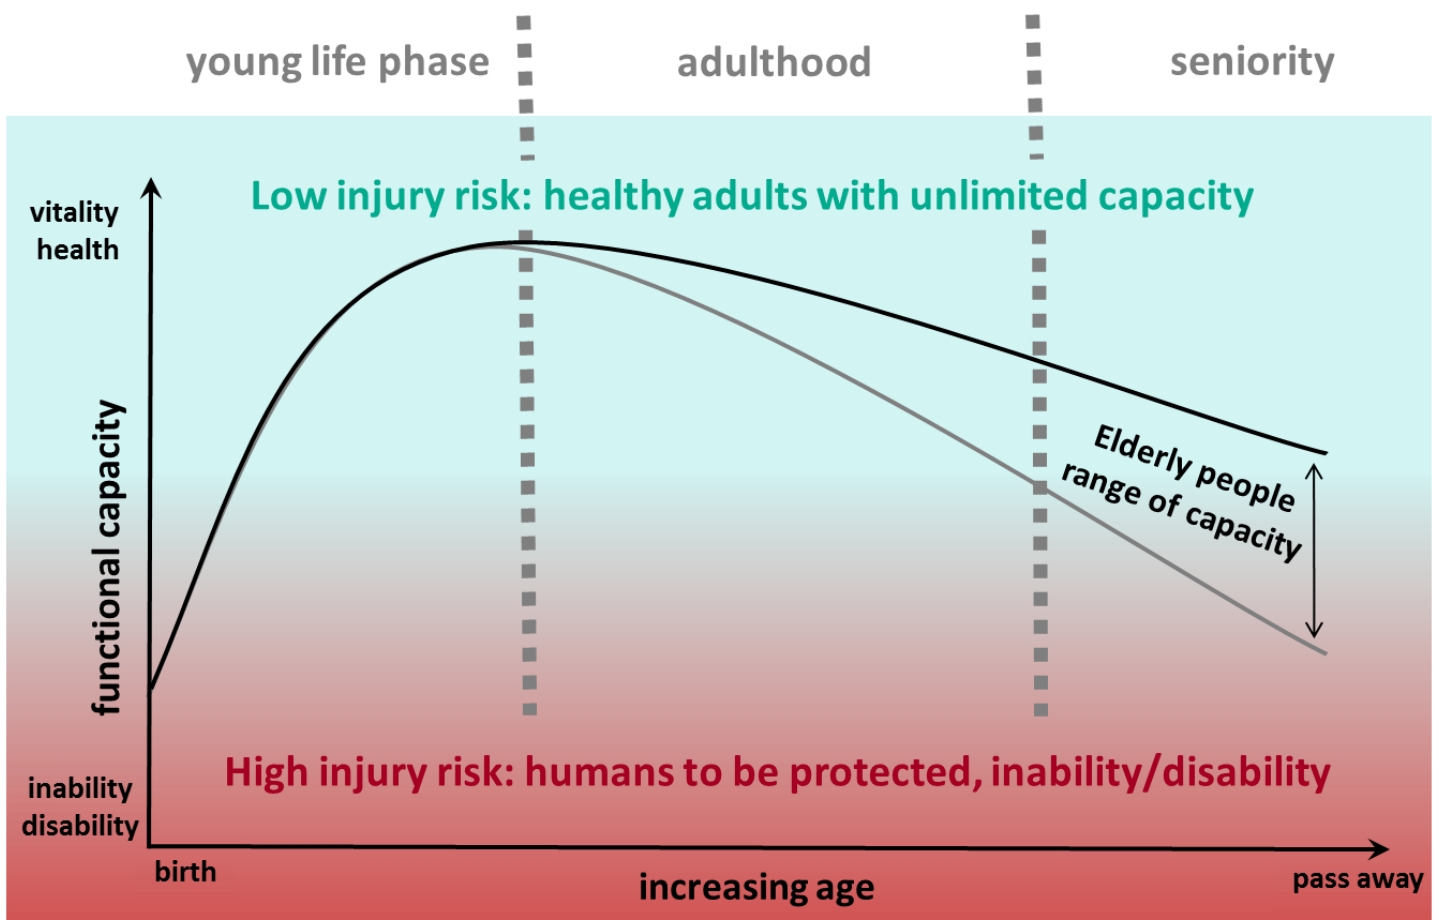 young life phase
adulthood
seniority
Low injury risk: healthy adults with unlimited capacity
vitality
health
functional capacity
Elderly people
range of capacity
High injury risk: humans to be protected, inability/disability
inability
disability
birth
increasing age
pass away